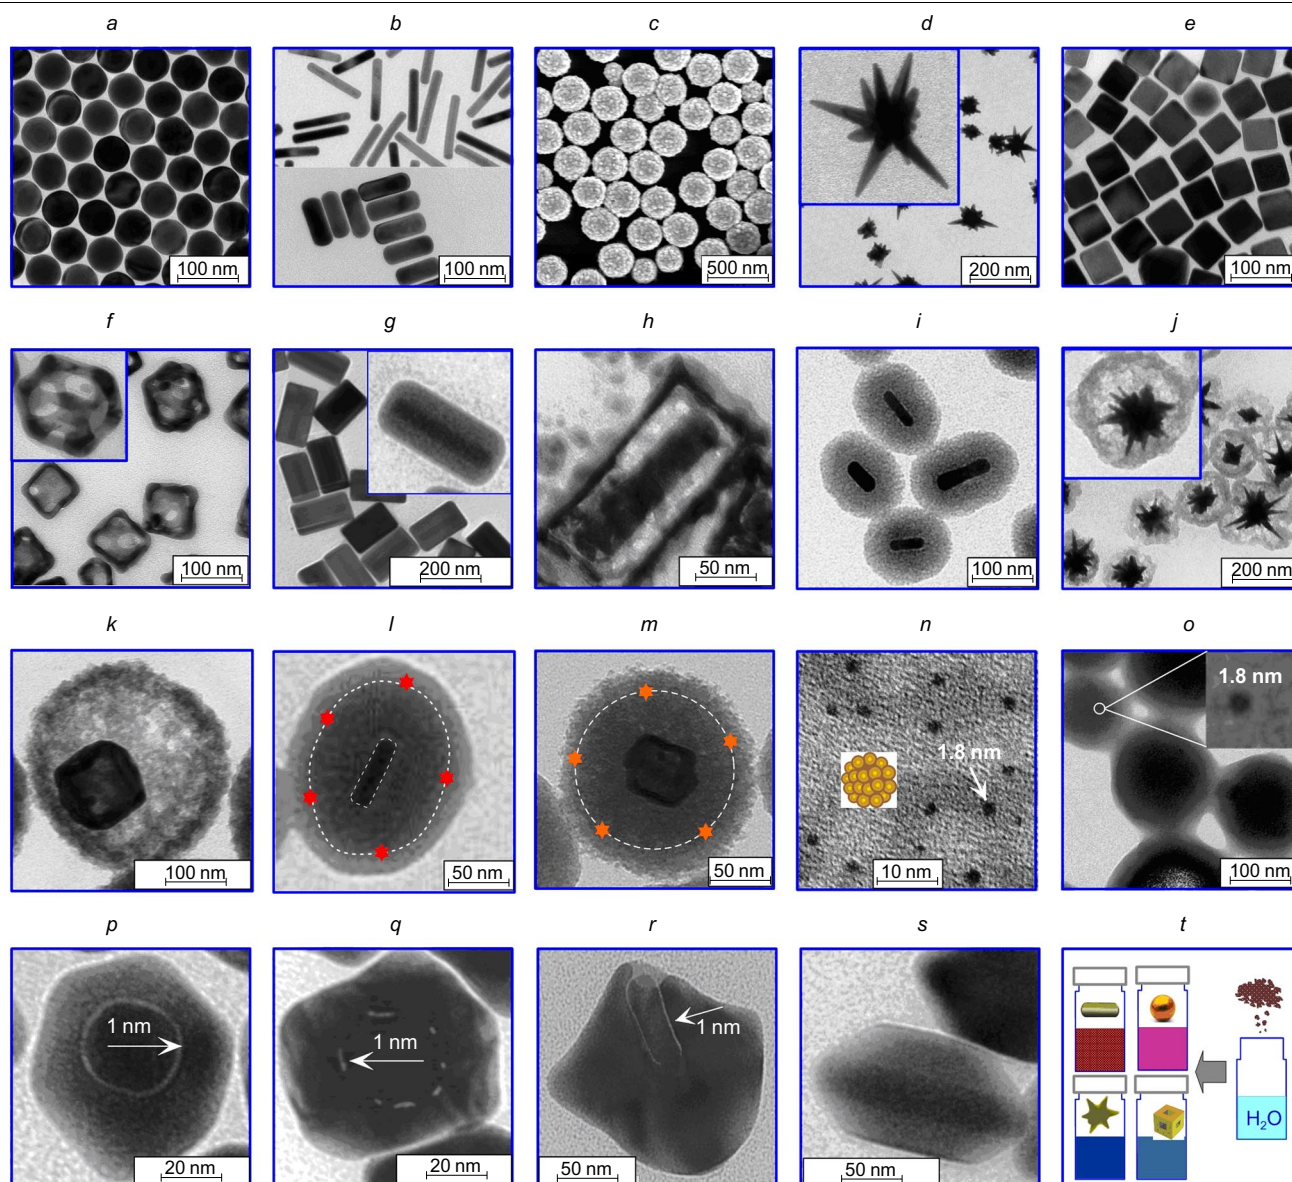 a b c d e
100 nm 100 nm 500 nm 200 nm 100 nm
f g h i j
100 nm 200 nm 50 nm 100 nm 200 nm
k l m n o
1.8 nm
1.8 nm
100 nm 50 nm 50 nm 10 nm 100 nm
p q r s t
1 nm 1 nm 1 nm
H₂O
20 nm 20 nm 50 nm 50 nm